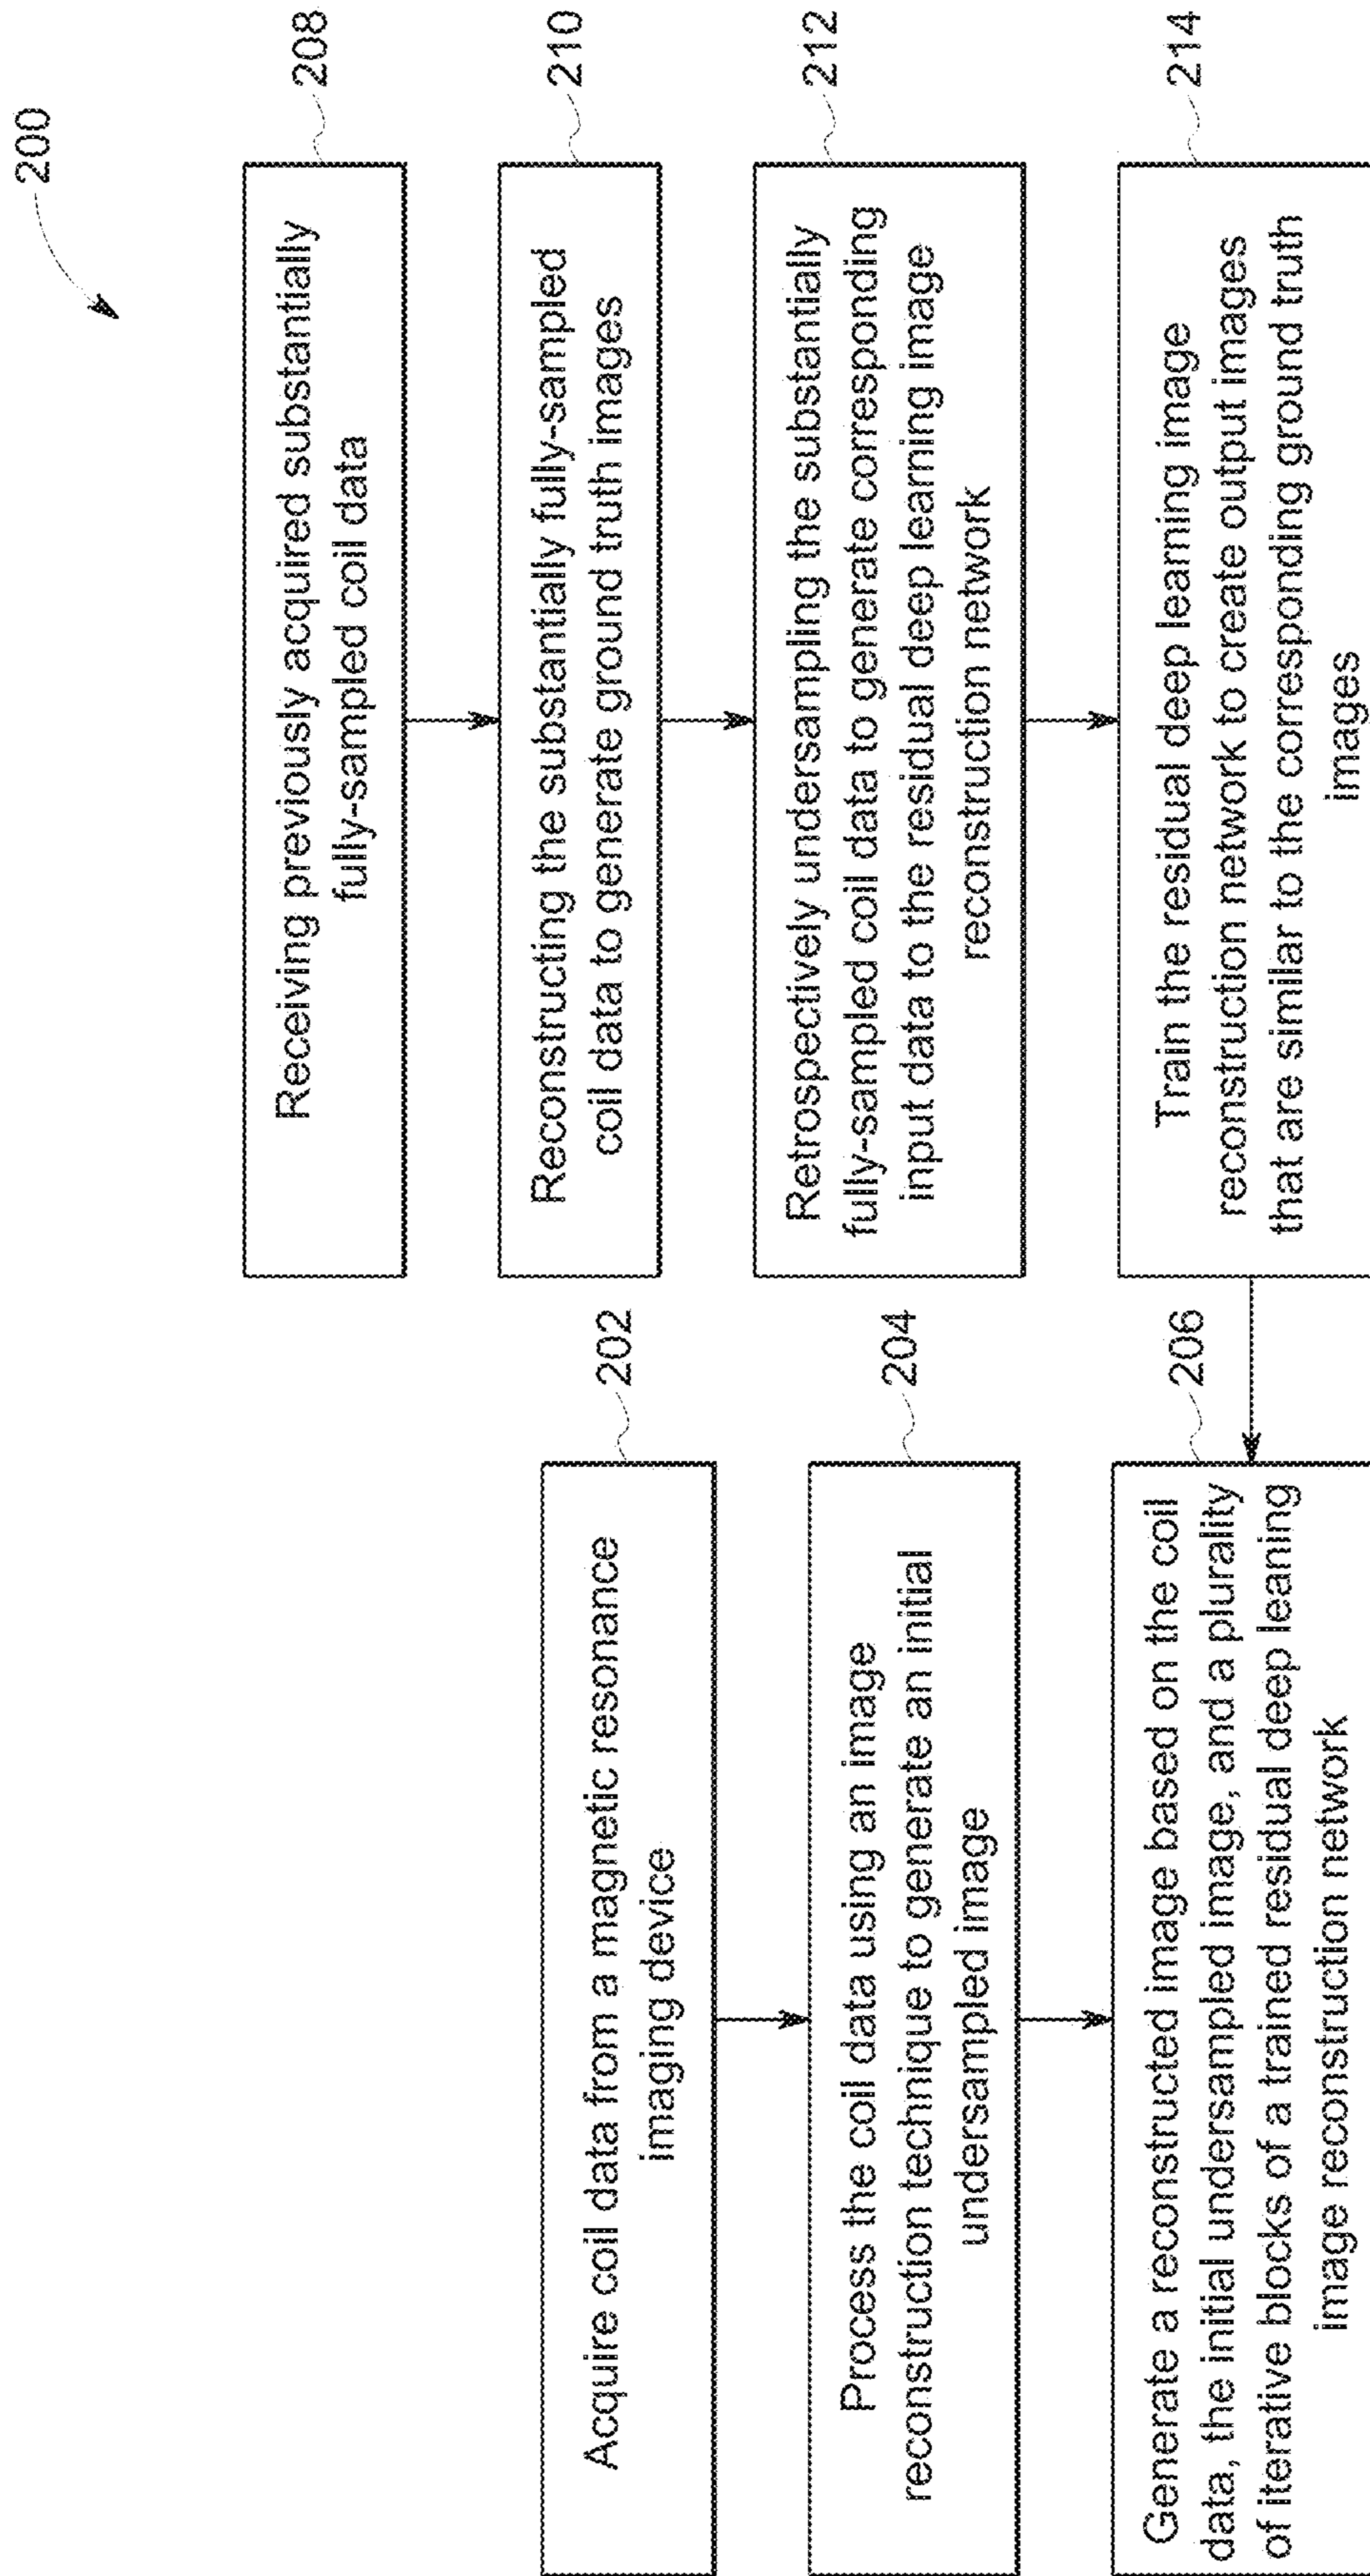 200
Acquire coil data from a magnetic resonance
imaging device
202
Process the coil data using an image
reconstruction technique to generate an initial
undersampled image
204
Generate a reconstructed image based on the coil
data, the initial undersampled image, and a plurality
of iterative blocks of a trained residual deep leaning
image reconstruction network
206
Receiving previously acquired substantially
fully-sampled coil data
208
Reconstructing the substantially fully-sampled
coil data to generate ground truth images
210
Retrospectively undersampling the substantially
fully-sampled coil data to generate corresponding
input data to the residual deep learning image
reconstruction network
212
Train the residual deep learning image
reconstruction network to create output images
that are similar to the corresponding ground truth
images
214